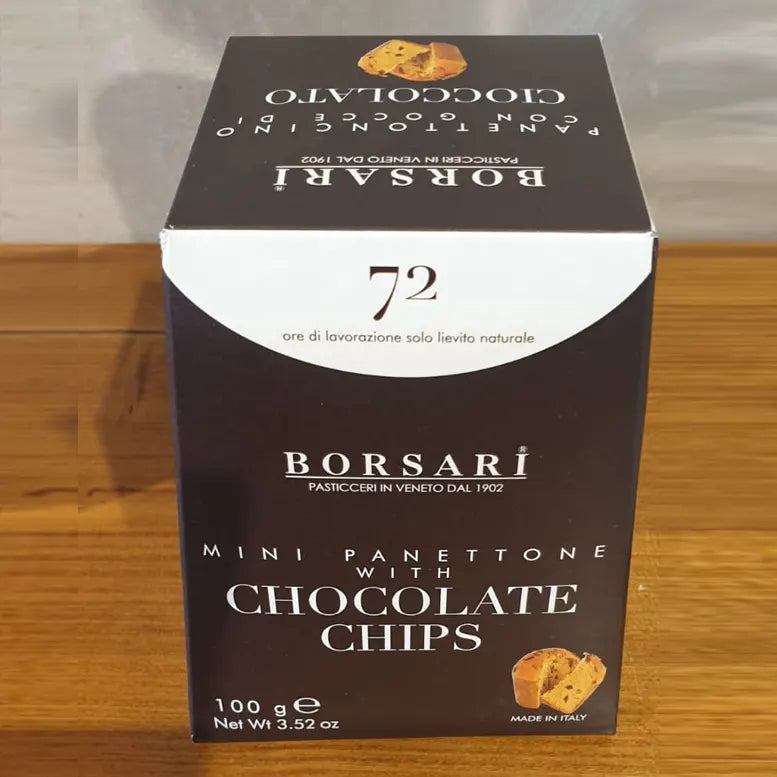 CIOCCOLATO
CON GOCCE DI
PANETTONCINO
PASTICCERI IN VENETO DAL 1902
BORSARI®
72
ore di lavorazione solo lievito naturale
BORSARI®
PASTICCERI IN VENETO DAL 1902
MINI PANETTONE
WITH
CHOCOLATE
CHIPS
100 g ℮
Net Wt 3.52 oz
MADE IN ITALY